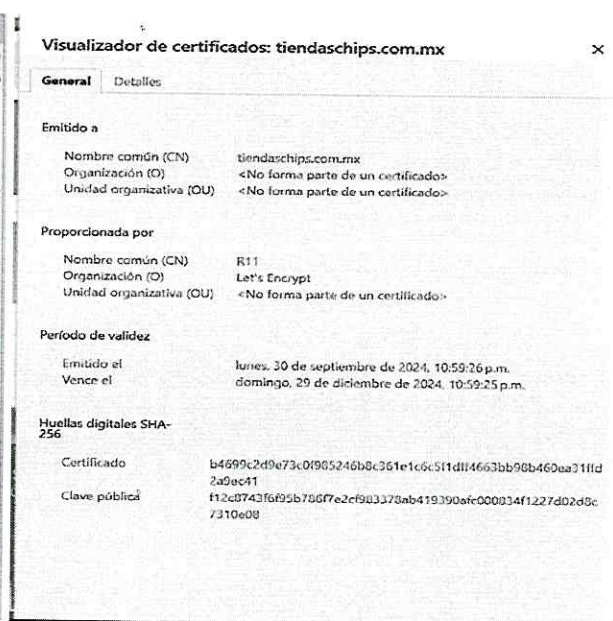 Visualizador de certificados: tiendaschips.com.mx
General Detalles
Emitido a
Nombre común (CN) tiendaschips.com.mx
Organización (O) <No forma parte de un certificado>
Unidad organizativa (OU) <No forma parte de un certificado>
Proporcionada por
Nombre común (CN) R11
Organización (O) Let's Encrypt
Unidad organizativa (OU) <No forma parte de un certificado>
Período de validez
Emitido el lunes, 30 de septiembre de 2024, 10:59:26 p.m.
Vence el domingo, 29 de diciembre de 2024, 10:59:25 p.m.
Huellas digitales SHA-
256
Certificado
2a9ec41
Clave pública
7310e08